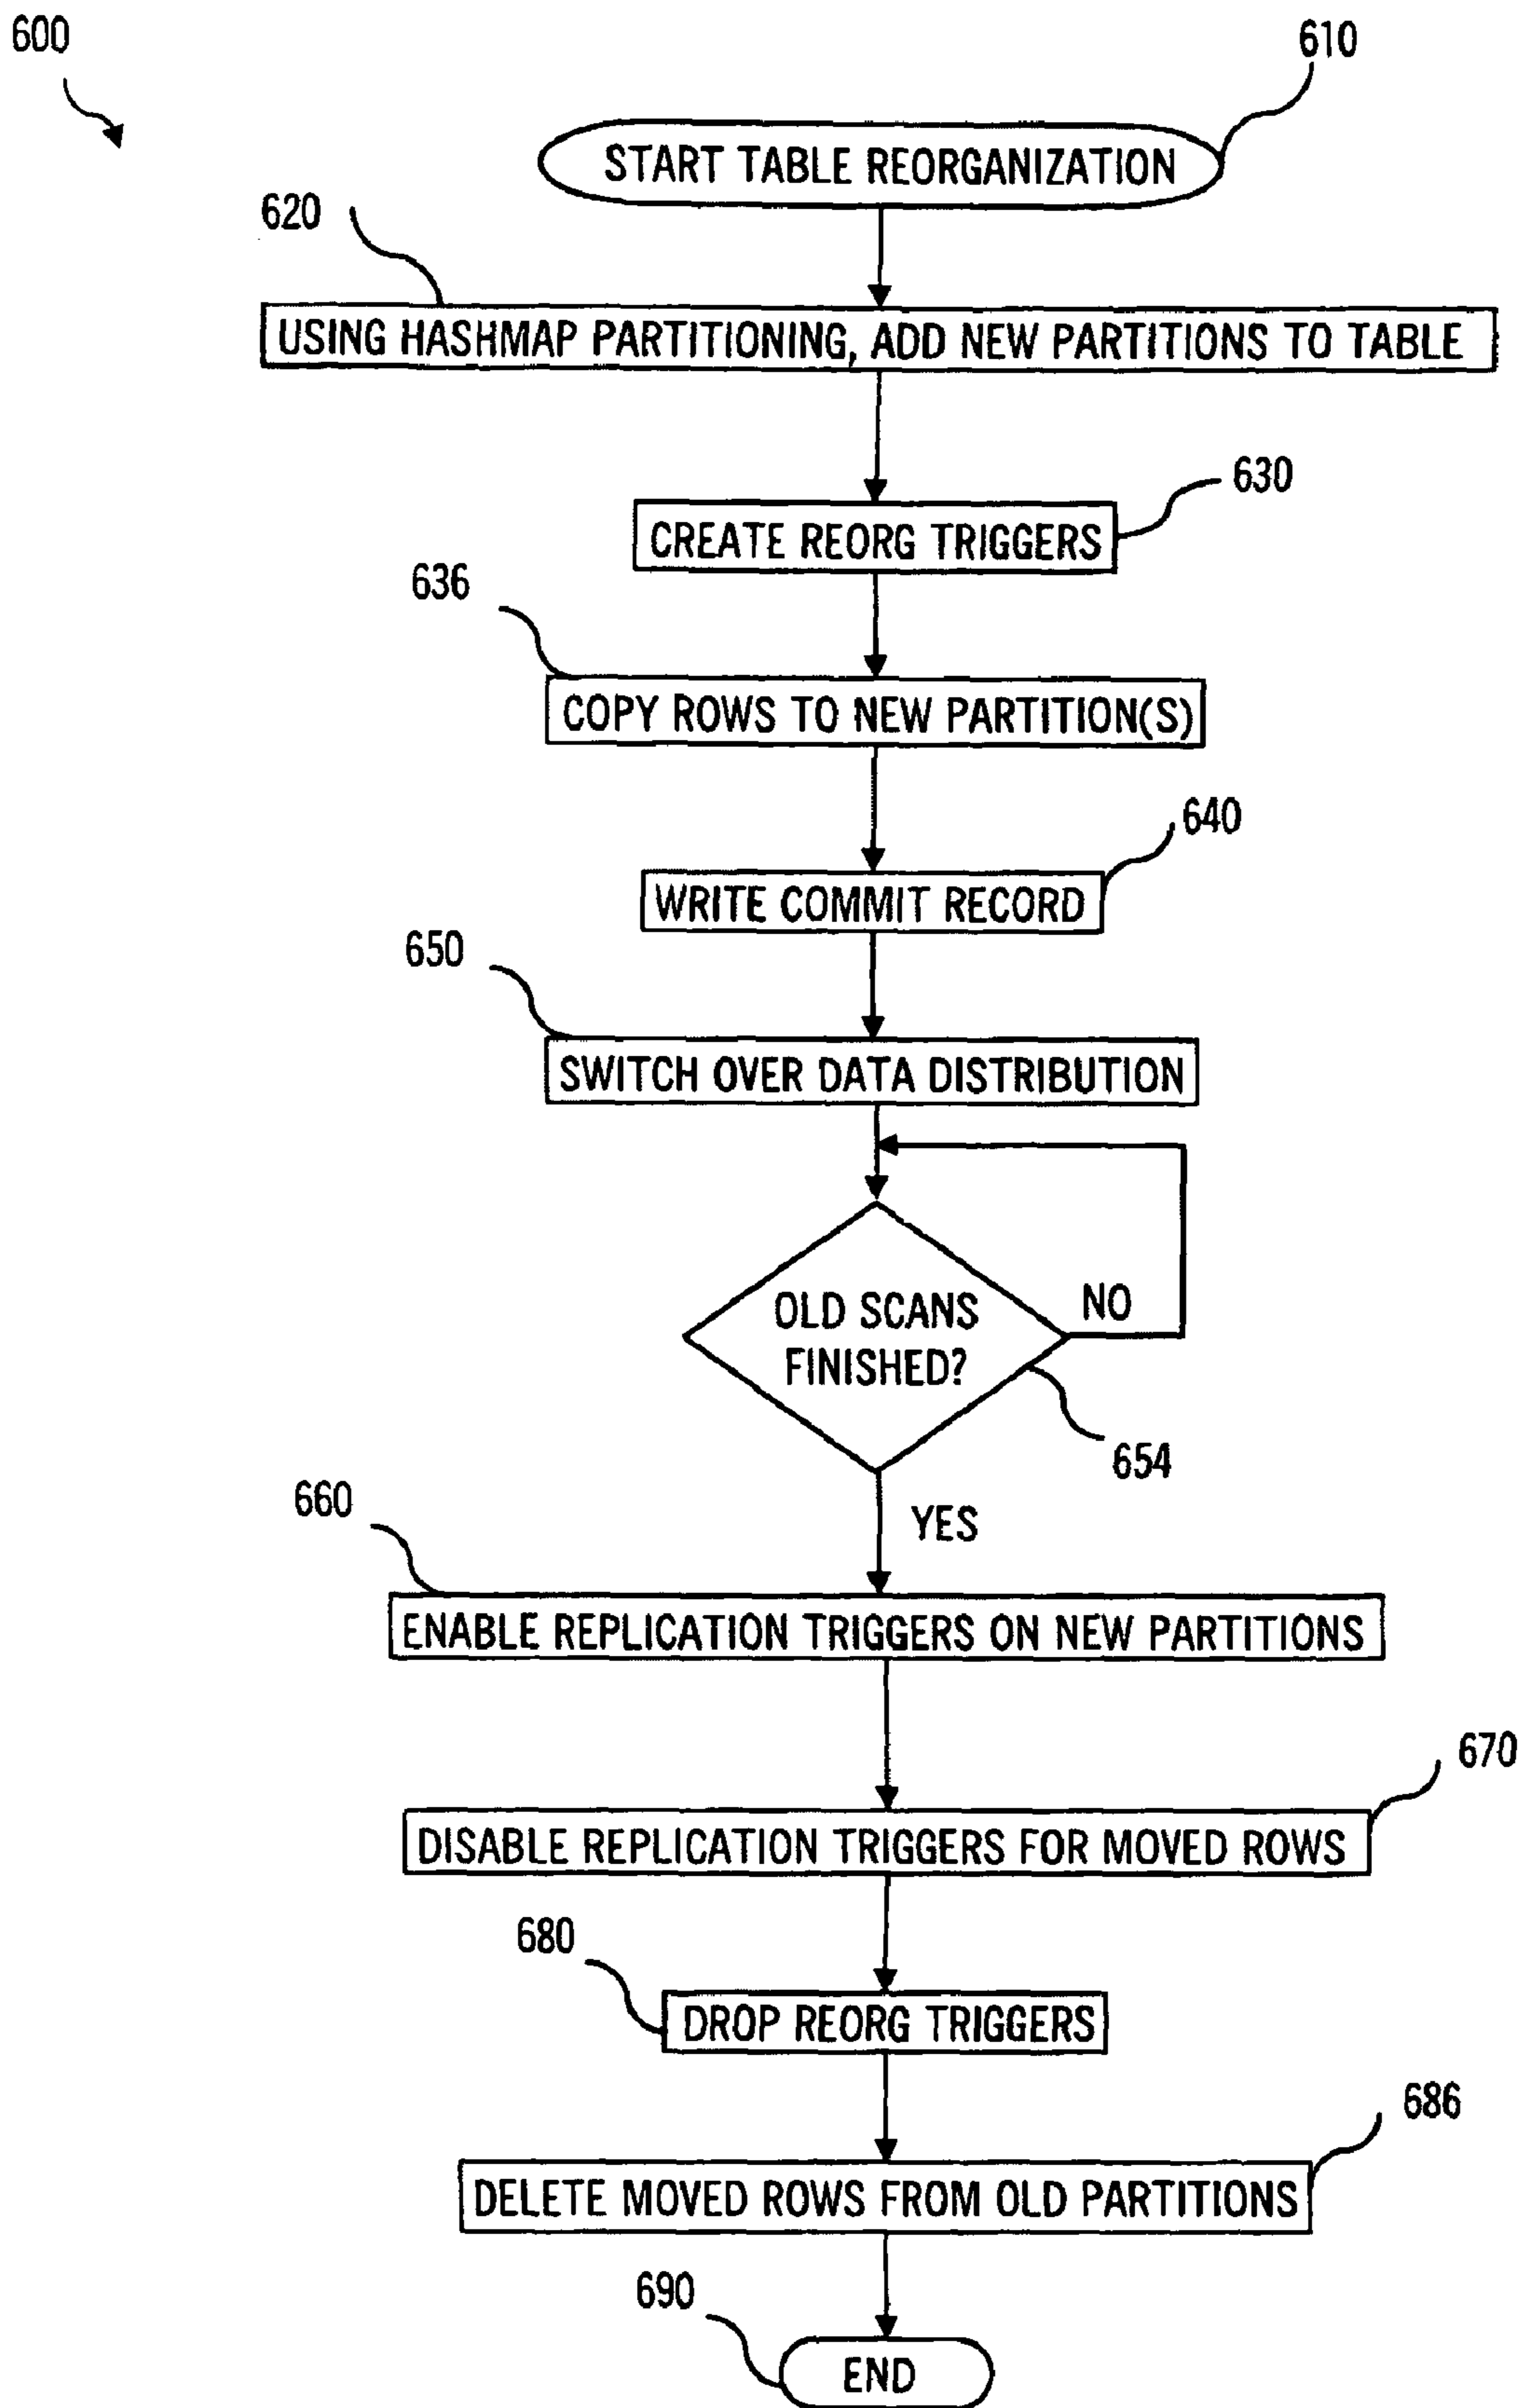 600
610
START TABLE REORGANIZATION
620
USING HASHMAP PARTITIONING, ADD NEW PARTITIONS TO TABLE
630
CREATE REORG TRIGGERS
636
COPY ROWS TO NEW PARTITION(S)
640
WRITE COMMIT RECORD
650
SWITCH OVER DATA DISTRIBUTION
OLD SCANS
FINISHED?
NO
654
YES
660
ENABLE REPLICATION TRIGGERS ON NEW PARTITIONS
670
DISABLE REPLICATION TRIGGERS FOR MOVED ROWS
680
DROP REORG TRIGGERS
686
DELETE MOVED ROWS FROM OLD PARTITIONS
690
END